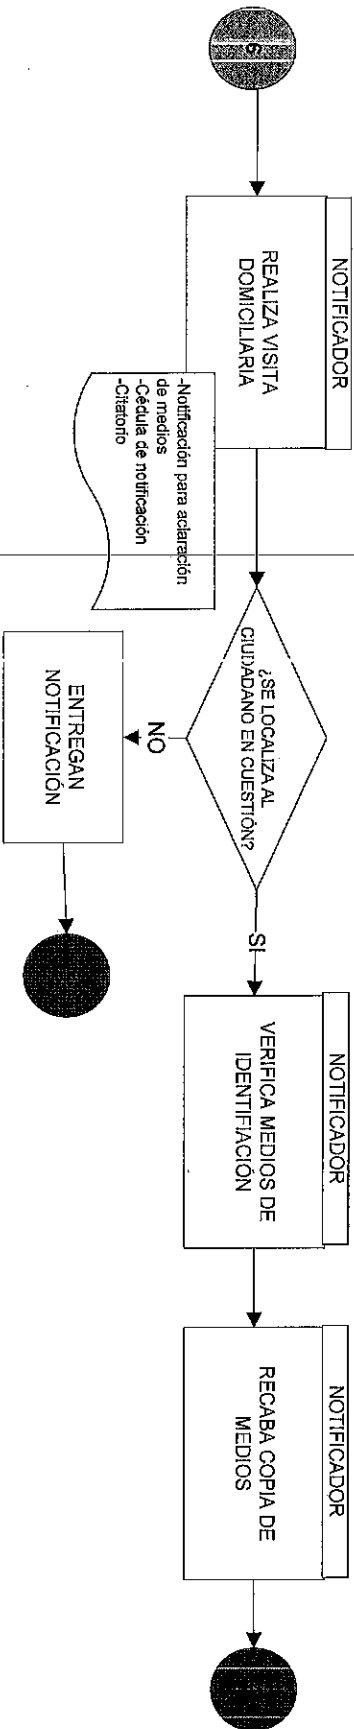 NOTIFICADOR
REALIZA VISITA
DOMICILIARIA
-Notificación para aclaración
de medios
-Cédula de notificación
-Citatorio
¿SE LOCALIZA AL
CIUDADANO EN CUESTIÓN?
NO
ENTREGAN
NOTIFICACIÓN
SI
NOTIFICADOR
VERIFICA MEDIOS DE
IDENTIFIACIÓN
NOTIFICADOR
RECABA COPIA DE
MEDIOS